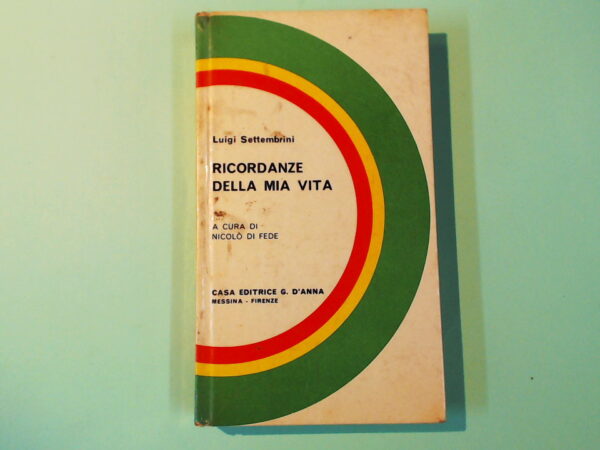 Luigi Settembrini
RICORDANZE
DELLA MIA VITA
A CURA DI
NICOLÒ DI FEDE
CASA EDITRICE G. D'ANNA
MESSINA - FIRENZE